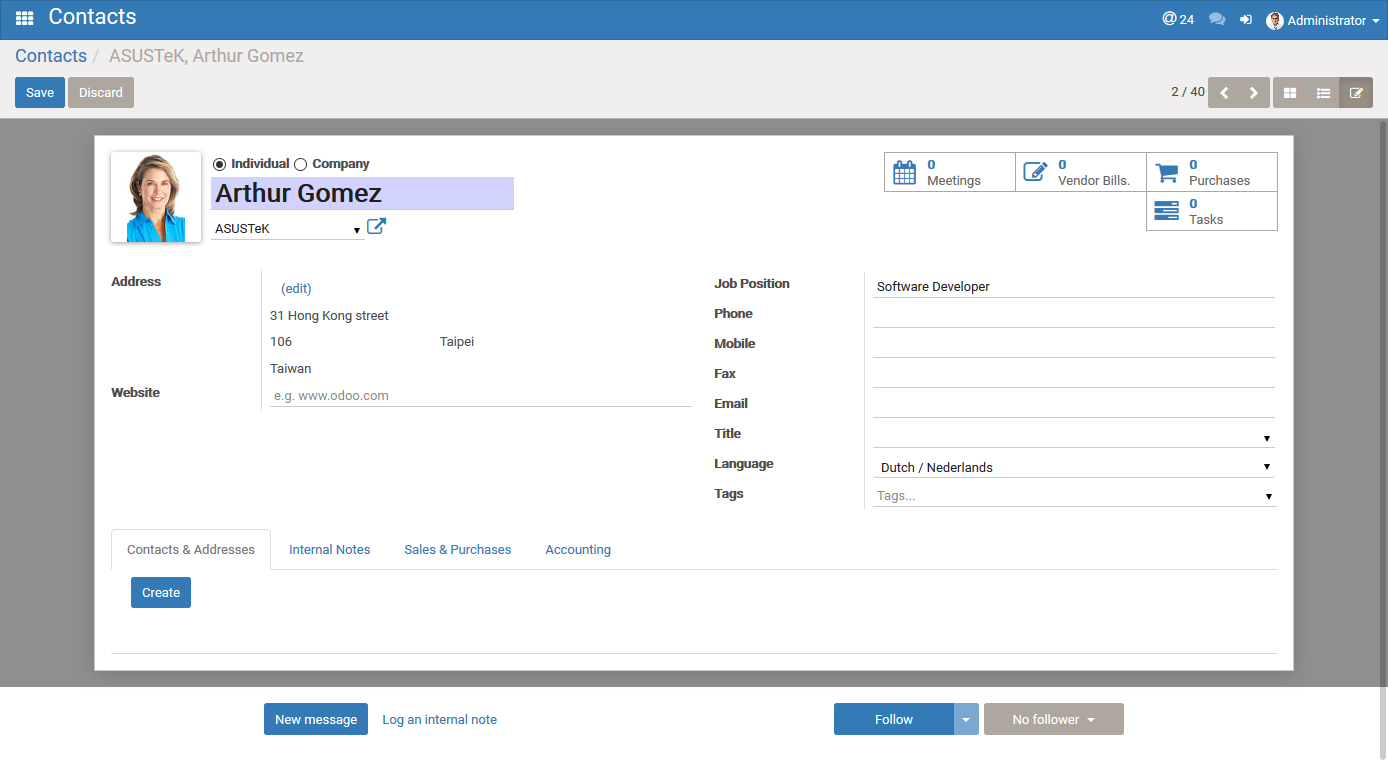 Contacts
@ 24
Administrator
Contacts / ASUSTeK, Arthur Gomez
Save Discard
2 / 40
Individual Company
Arthur Gomez
ASUSTeK
0 Meetings
0 Vendor Bills.
0 Purchases
0 Tasks
Address
(edit)
31 Hong Kong street
106 Taipei
Taiwan
Website e.g. www.odoo.com
Job Position Software Developer
Phone
Mobile
Fax
Email
Title
Language Dutch / Nederlands
Tags Tags...
Contacts & Addresses Internal Notes Sales & Purchases Accounting
Create
New message Log an internal note Follow No follower